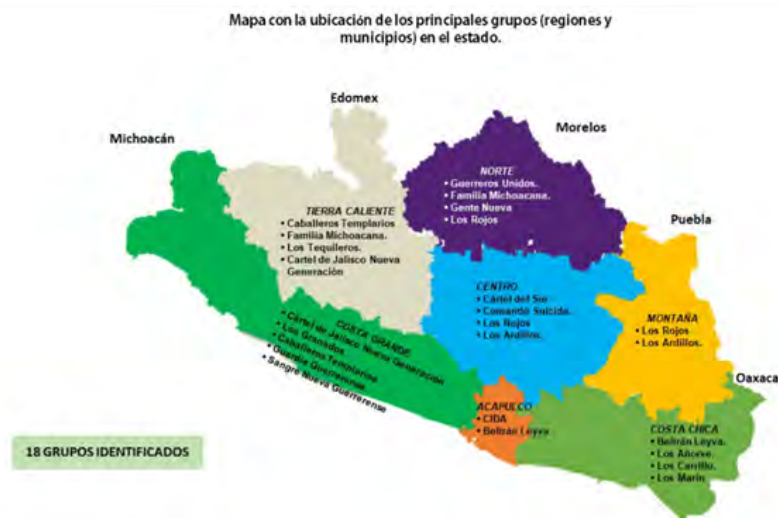 Mapa con la ubicación de los principales grupos (regiones y
municipios) en el estado.
Edomex
Michoacán
Morelos
Puebla
Oaxaca
NORTE
• Guerreros Unidos.
• Familia Michoacana.
• Gente Nueva
• Los Rojos
TIERRA CALIENTE
• Caballeros Templarios
• Familia Michoacana.
• Los Tequileros.
• Cartel de Jalisco Nueva
Generación
CENTRO
• Cártel del Sur
• Comando Suicida.
• Los Rojos
• Los Ardillos.
MONTAÑA
• Los Rojos
• Los Ardillos.
COSTA GRANDE
• Cártel de Jalisco Nueva Generación
• Los Granados
• Caballeros Templarios
• Guardia Guerrerense
• Sangre Nueva Guerrerense
ACAPULCO
• CIDA
• Beltrán Leyva
COSTA CHICA
• Beltrán Leyva.
• Los Añorve.
• Los Carrillo.
• Los Marín
18 GRUPOS IDENTIFICADOS